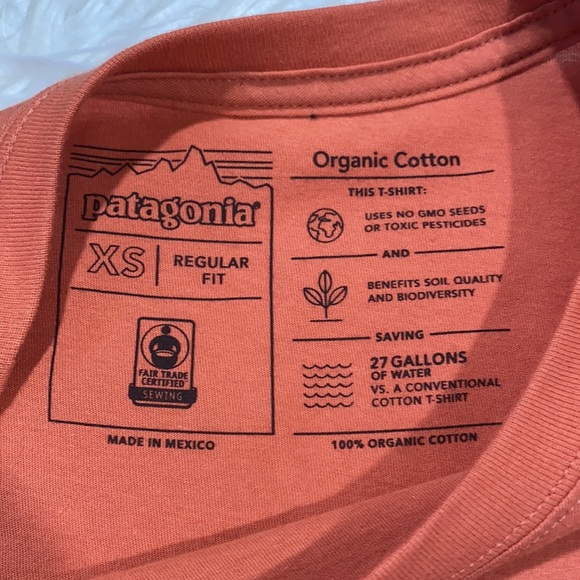 patagonia®
XS
REGULAR
FIT
FAIR TRADE
CERTIFIED
SEWING
MADE IN MEXICO
Organic Cotton
THIS T-SHIRT:
USES NO GMO SEEDS
OR TOXIC PESTICIDES
AND
BENEFITS SOIL QUALITY
AND BIODIVERSITY
SAVING
27 GALLONS
OF WATER
VS. A CONVENTIONAL
COTTON T-SHIRT
100% ORGANIC COTTON